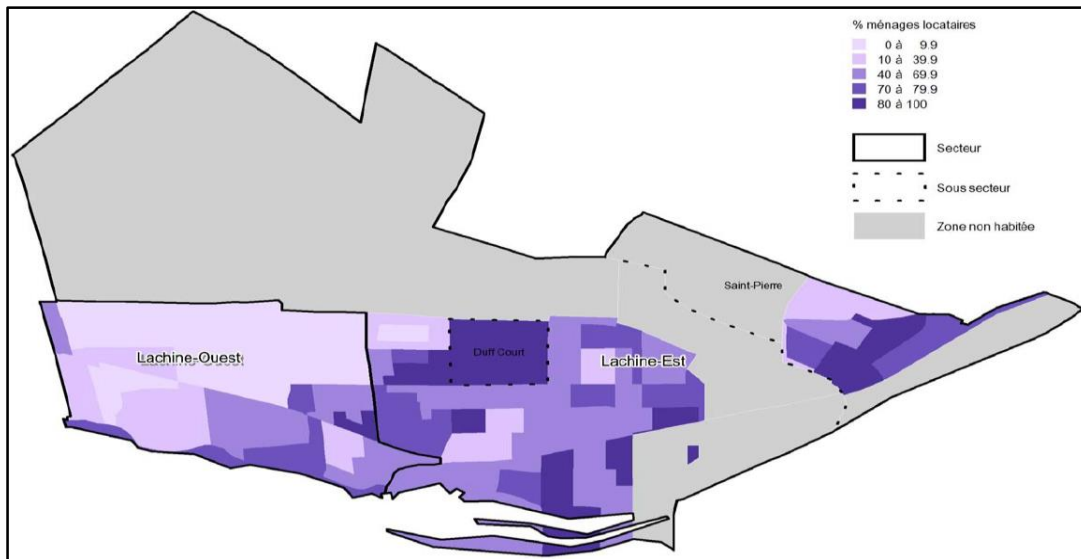 % ménages locataires
0 à 9.9
10 à 39.9
40 à 69.9
70 à 79.9
80 à 100
Secteur
Sous secteur
Zone non habitée
Saint-Pierre
Duff Court
Lachine-Ouest
Lachine-Est